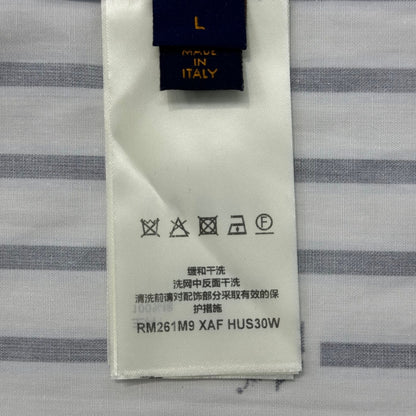 L
MADE
IN
ITALY
F
缓和干洗
洗网中反面干洗
清洗前请对配饰部分采取有效的保
护措施
RM261M9 XAF HUS30W